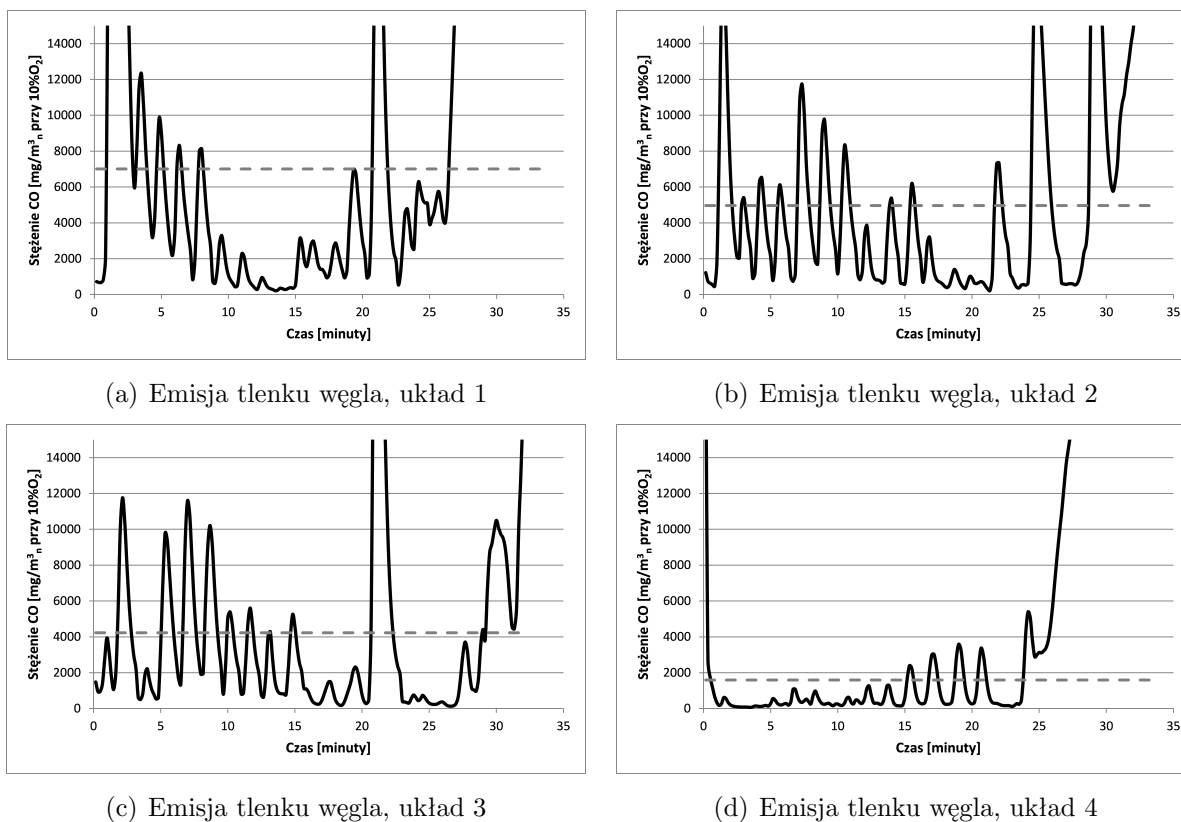 Stężenie CO [mg/m³ₙ przy 10%O₂]
14000
12000
10000
8000
6000
4000
2000
0
0 5 10 15 20 25 30 35
Czas [minuty]
(a) Emisja tlenku węgla, układ 1
Stężenie CO [mg/m³ₙ przy 10%O₂]
14000
12000
10000
8000
6000
4000
2000
0
0 5 10 15 20 25 30 35
Czas [minuty]
(b) Emisja tlenku węgla, układ 2
Stężenie CO [mg/m³ₙ przy 10%O₂]
14000
12000
10000
8000
6000
4000
2000
0
0 5 10 15 20 25 30 35
Czas [minuty]
(c) Emisja tlenku węgla, układ 3
Stężenie CO [mg/m³ₙ przy 10%O₂]
14000
12000
10000
8000
6000
4000
2000
0
0 5 10 15 20 25 30 35
Czas [minuty]
(d) Emisja tlenku węgla, układ 4